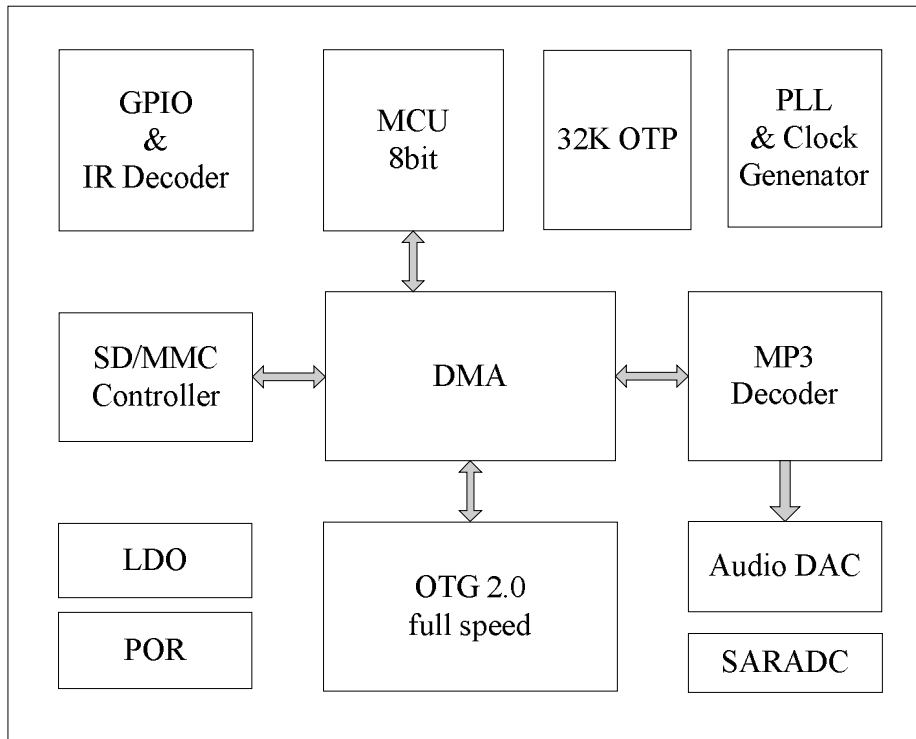 GPIO
&
IR Decoder
MCU
8bit
32K OTP
PLL
& Clock
Genenator
SD/MMC
Controller
DMA
MP3
Decoder
LDO
OTG 2.0
full speed
Audio DAC
POR
SARADC